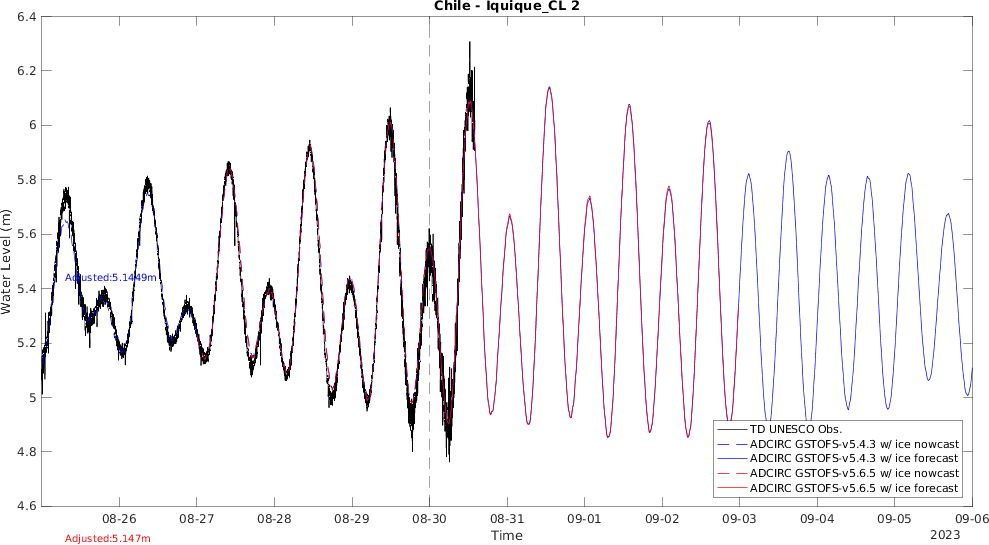 Chile - Iquique_CL 2
6.4
6.2
6
5.8
5.6
5.4
5.2
5
4.8
4.6
Water Level (m)
Adjusted:5.1449m
TD UNESCO Obs.
ADCIRC GSTOFS-v5.4.3 w/ ice nowcast
ADCIRC GSTOFS-v5.4.3 w/ ice forecast
ADCIRC GSTOFS-v5.6.5 w/ ice nowcast
ADCIRC GSTOFS-v5.6.5 w/ ice forecast
08-26 08-27 08-28 08-29 08-30 08-31 09-01 09-02 09-03 09-04 09-05 09-06
Time
2023
Adjusted:5.147m